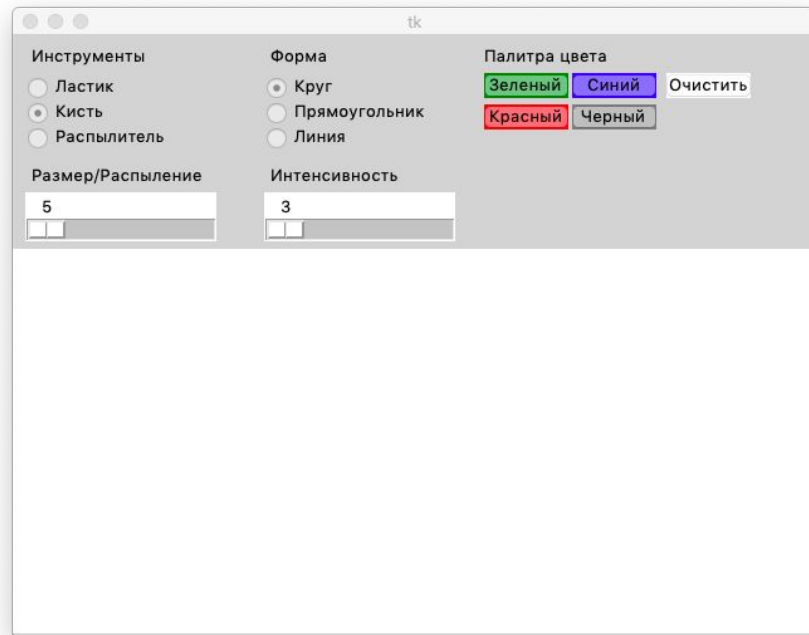 tk
Инструменты
Ластик
Кисть
Распылитель
Форма
Круг
Прямоугольник
Линия
Палитра цвета
Зеленый Синий Очистить
Красный Черный
Размер/Распыление
5
Интенсивность
3